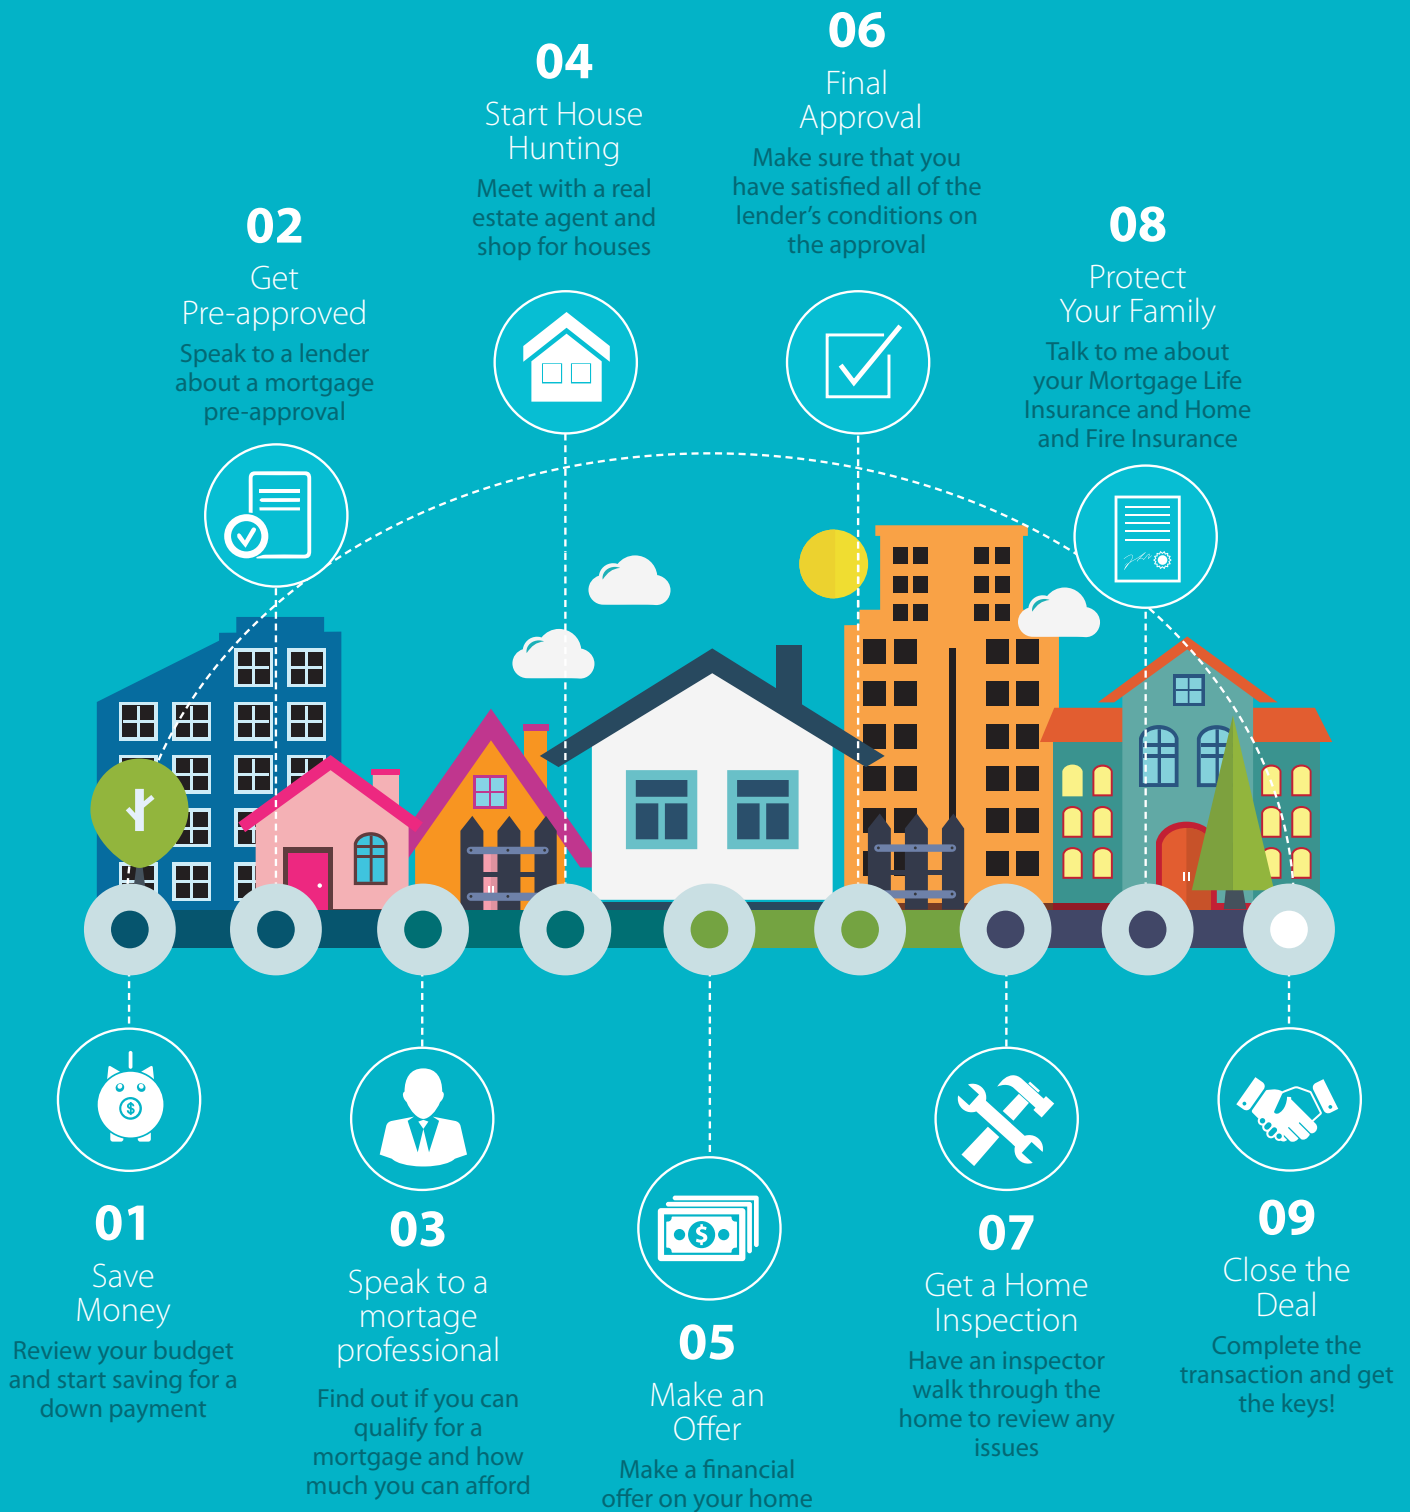 01
Save
Money
Review your budget
and start saving for a
down payment
02
Get
Pre-approved
Speak to a lender
about a mortgage
pre-approval
03
Speak to a
mortage
professional
Find out if you can
qualify for a
mortgage and how
much you can afford
04
Start House
Hunting
Meet with a real
estate agent and
shop for houses
05
Make an
Offer
Make a financial
offer on your home
06
Final
Approval
Make sure that you
have satisfied all of the
lender’s conditions on
the approval
07
Get a Home
Inspection
Have an inspector
walk through the
home to review any
issues
08
Protect
Your Family
Talk to me about
your Mortgage Life
Insurance and Home
and Fire Insurance
09
Close the
Deal
Complete the
transaction and get
the keys!
$
$